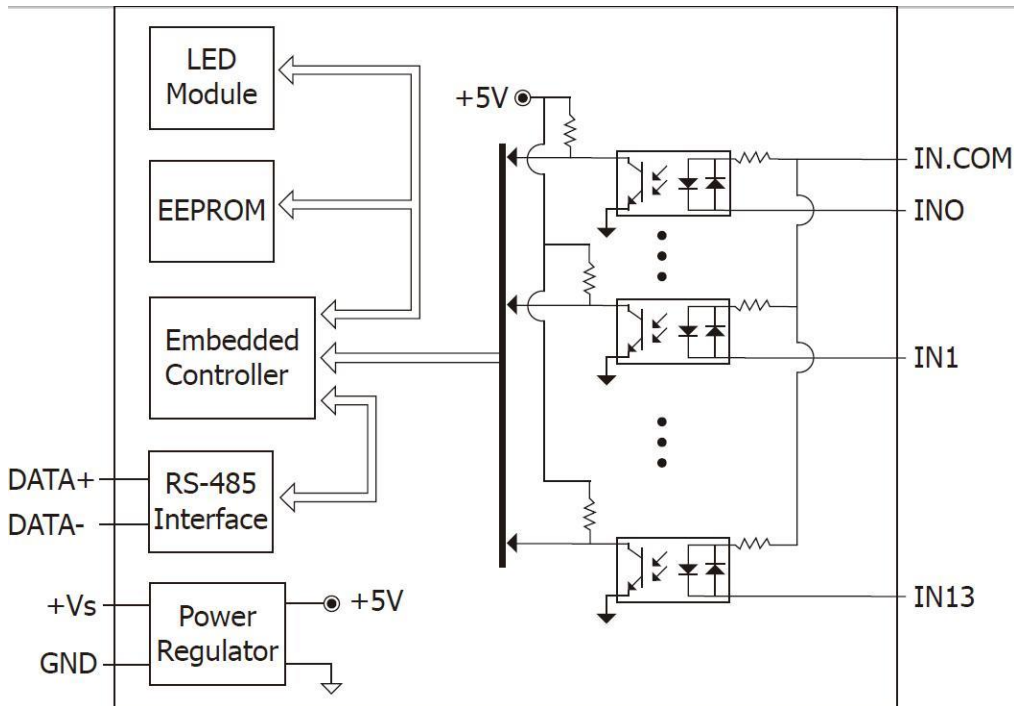 LED
Module
EEPROM
Embedded
Controller
RS-485
Interface
Power
Regulator
DATA+
DATA-
+Vs
GND
+5V
+5V
IN.COM
INO
IN1
IN13